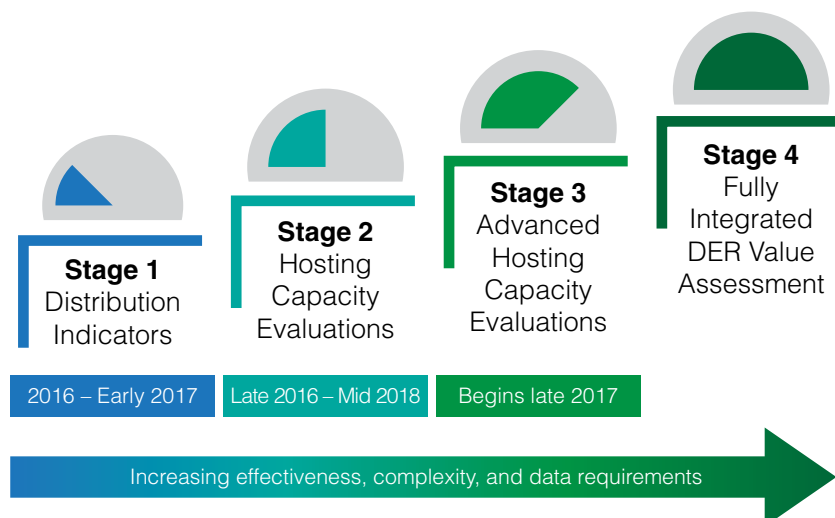 Stage 1
Distribution
Indicators
Stage 2
Hosting
Capacity
Evaluations
Stage 3
Advanced
Hosting
Capacity
Evaluations
Stage 4
Fully
Integrated
DER Value
Assessment
2016 – Early 2017
Late 2016 – Mid 2018
Begins late 2017
Increasing effectiveness, complexity, and data requirements